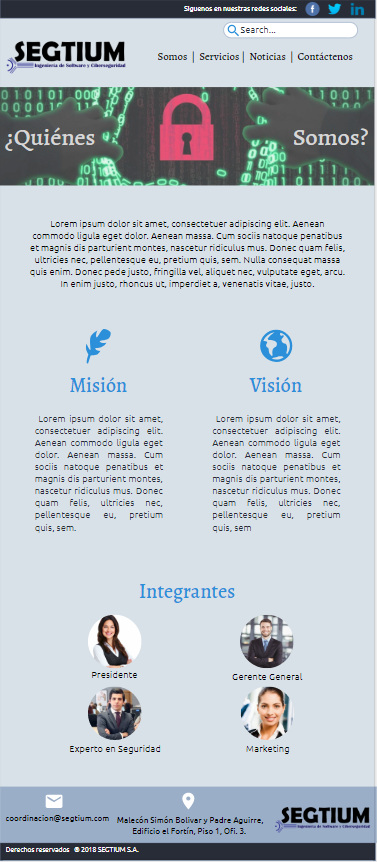 Siguenos en nuestras redes sociales:
Search...
SEGTIUM
Ingeniería de Software y Ciberseguridad
Somos | Servicios | Noticias | Contáctenos
¿Quiénes Somos?
Lorem ipsum dolor sit amet, consectetuer adipiscing elit. Aenean
commodo ligula eget dolor. Aenean massa. Cum sociis natoque penatibus
et magnis dis parturient montes, nascetur ridiculus mus. Donec quam felis,
ultricies nec, pellentesque eu, pretium quis, sem. Nulla consequat massa
quis enim. Donec pede justo, fringilla vel, aliquet nec, vulputate eget, arcu.
In enim justo, rhoncus ut, imperdiet a, venenatis vitae, justo.
Misión
Lorem ipsum dolor sit amet,
consectetuer adipiscing elit.
Aenean commodo ligula eget
dolor. Aenean massa. Cum
sociis natoque penatibus et
magnis dis parturient montes,
nascetur ridiculus mus. Donec
quam felis, ultricies nec,
pellentesque eu, pretium
quis, sem.
Visión
Lorem ipsum dolor sit amet,
consectetuer adipiscing elit.
Aenean commodo ligula eget
dolor. Aenean massa. Cum
sociis natoque penatibus et
magnis dis parturient montes,
nascetur ridiculus mus. Donec
quam felis, ultricies nec,
pellentesque eu, pretium
quis, sem
Integrantes
Presidente
Gerente General
Experto en Seguridad
Marketing
coordinacion@segtium.com
Malecón Simón Bolivar y Padre Aguirre,
Edificio el Fortín, Piso 1, Ofi. 3.
SEGTIUM
Ingeniería de Software y Ciberseguridad
Derechos reservados ® 2018 SEGTIUM S.A.